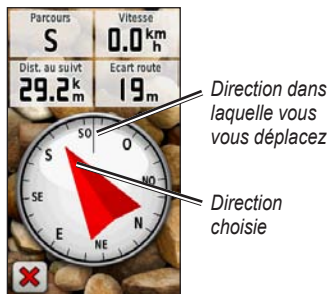 Parcours Vitesse
S 0.0 km h
Dist. au suivt Ecart route
29.2 k m 19 m
SO
S O
SE NO
E N
NE
Direction dans
laquelle vous
vous déplacez
Direction
choisie